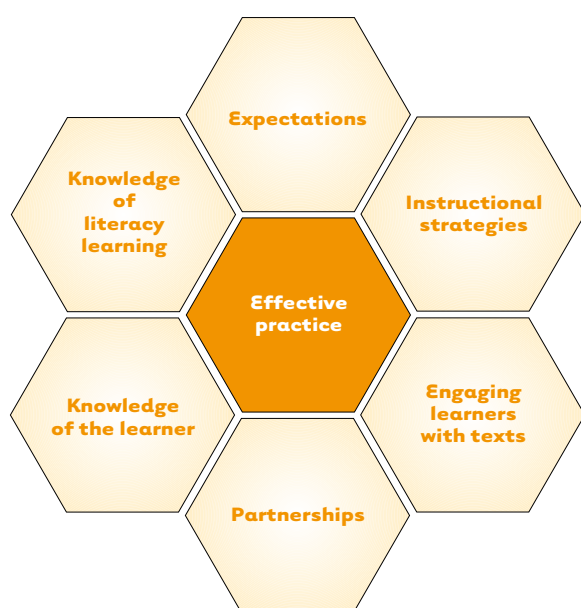 Expectations
Knowledge
of
literacy
learning
Instructional
strategies
Effective
practice
Knowledge
of the learner
Engaging
learners
with texts
Partnerships